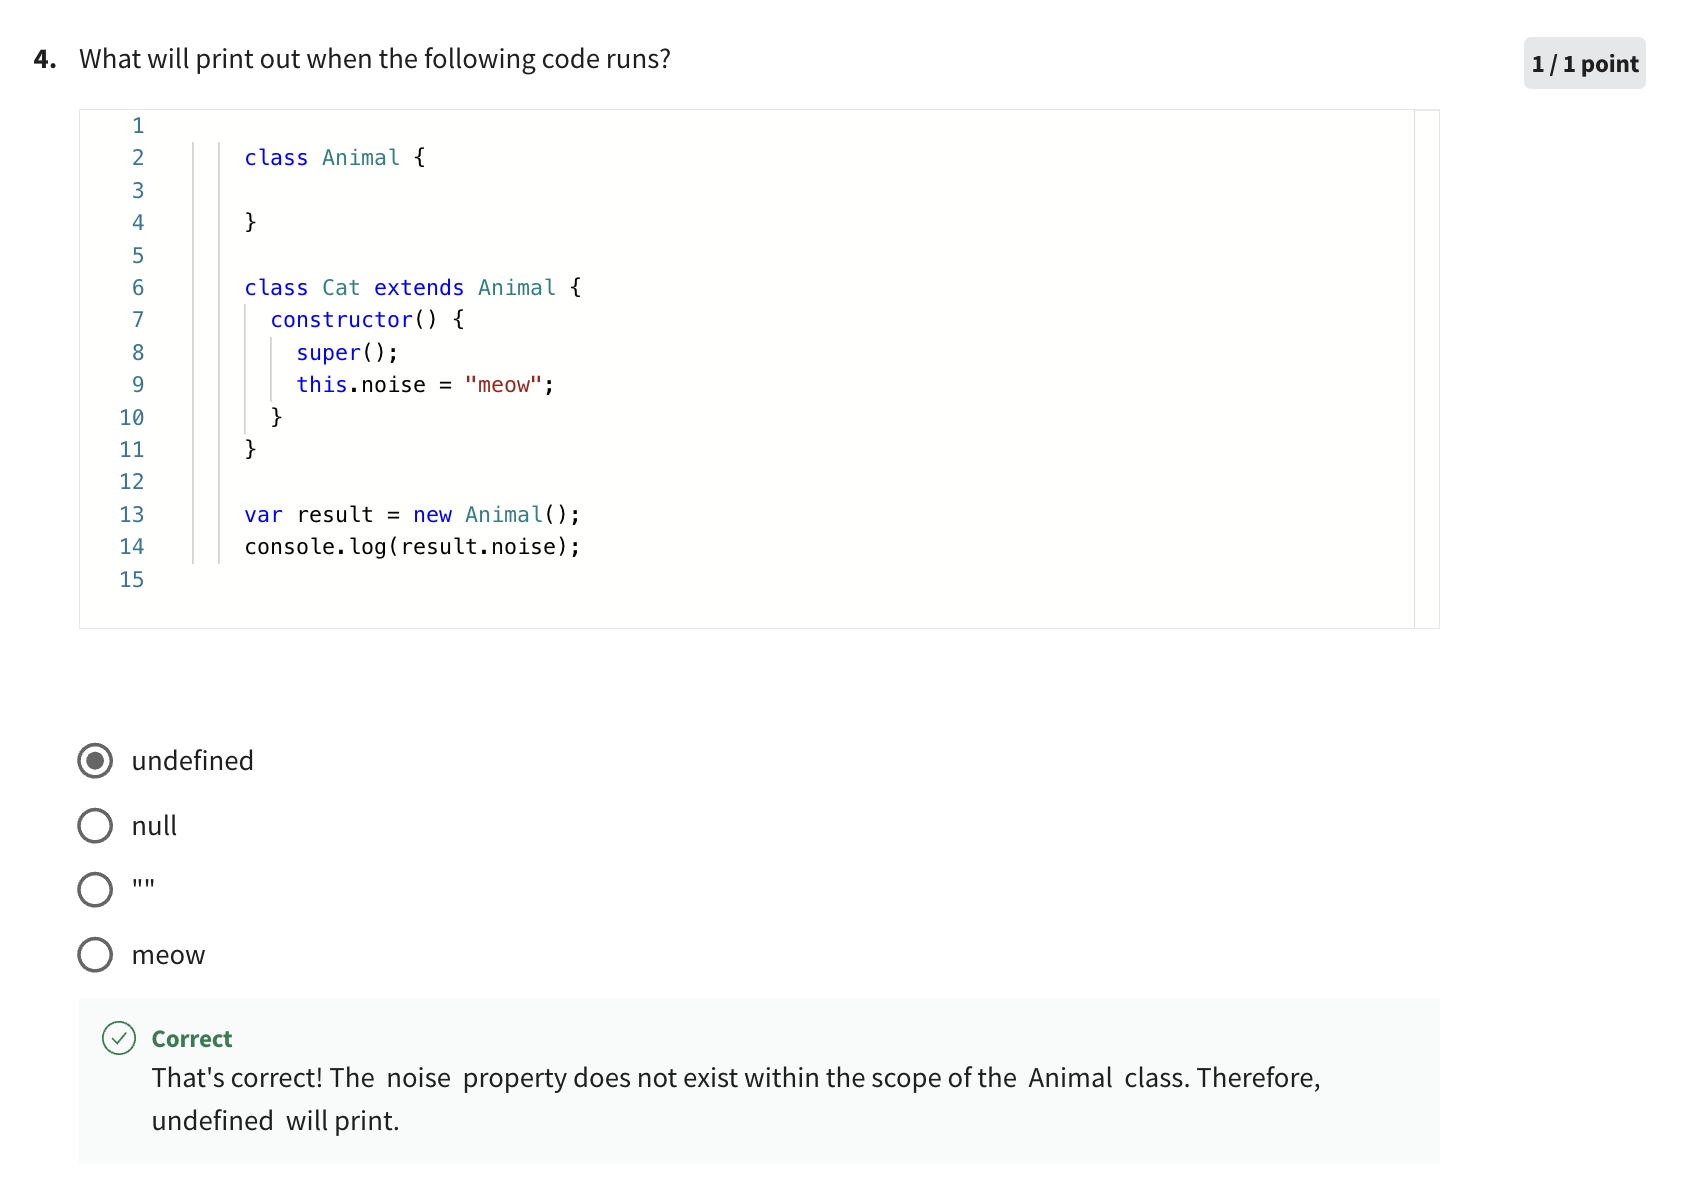 4. What will print out when the following code runs?
1 / 1 point
1
2 class Animal {
3
4 }
5
6 class Cat extends Animal {
7 constructor() {
8 super();
9 this.noise = "meow";
10 }
11 }
12
13 var result = new Animal();
14 console.log(result.noise);
15
undefined
null
""
meow
Correct
That's correct! The noise property does not exist within the scope of the Animal class. Therefore,
undefined will print.